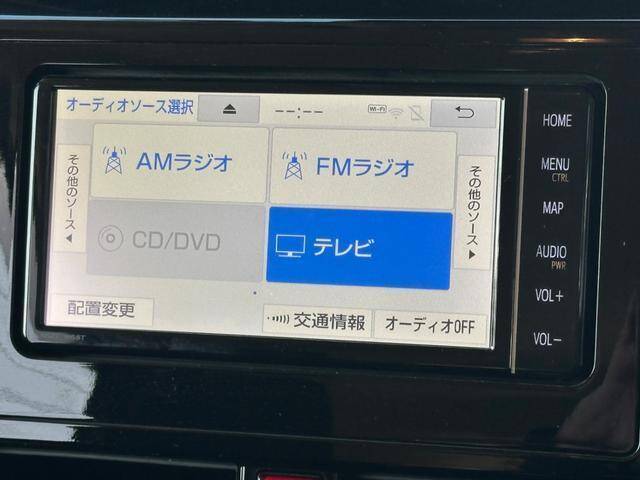 オーディオソース選択
--:--
Wi-Fi
その他のソース
AMラジオ
FMラジオ
その他のソース
CD/DVD
テレビ
配置変更
交通情報
オーディオOFF
HOME
MENU
CTRL
MAP
AUDIO
PWR
VOL+
VOL-